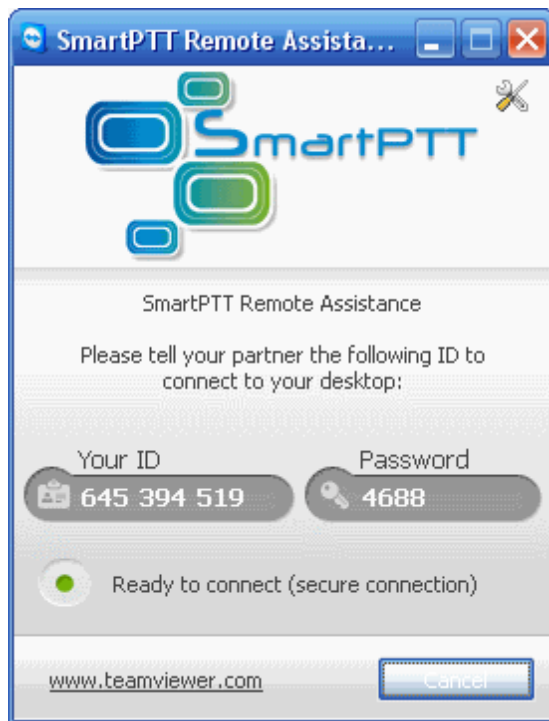 SmartPTT Remote Assista...
SmartPTT
SmartPTT Remote Assistance
Please tell your partner the following ID to
connect to your desktop:
Your ID Password
645 394 519 4688
Ready to connect (secure connection)
www.teamviewer.com Cancel